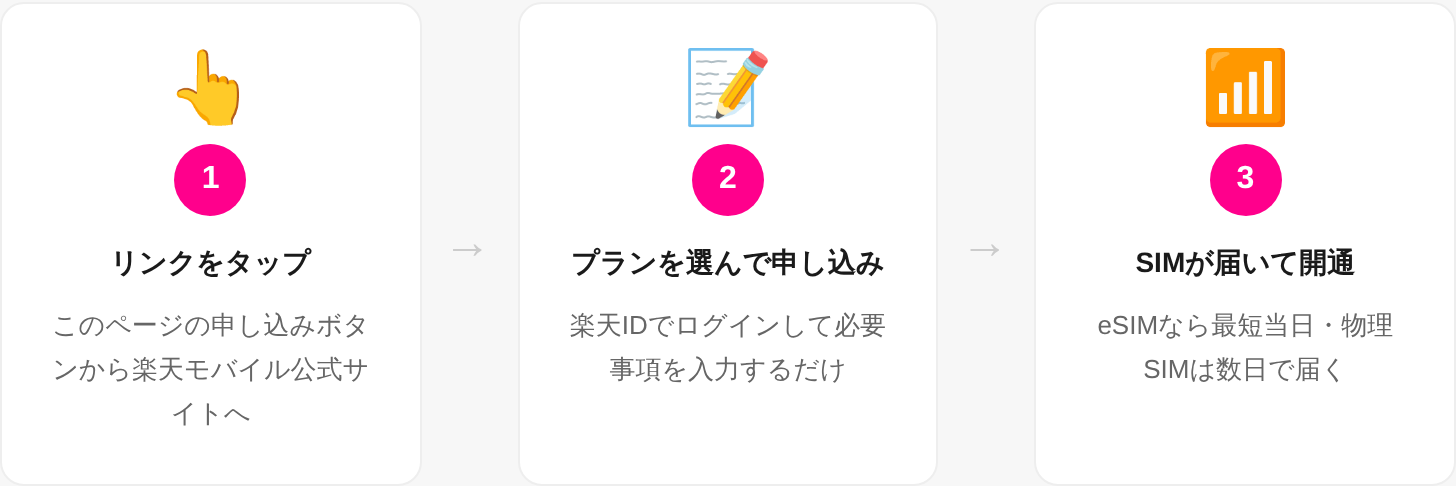 1
リンクをタップ
このページの申し込みボタ
ンから楽天モバイル公式サ
イトへ
→
2
プランを選んで申し込み
楽天IDでログインして必要
事項を入力するだけ
→
3
SIMが届いて開通
eSIMなら最短当日・物理
SIMは数日で届く